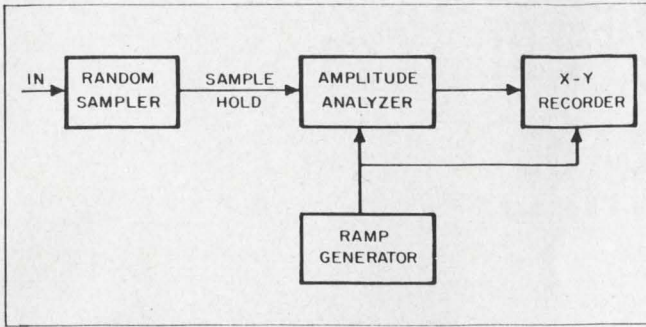 IN
RANDOM
SAMPLER
SAMPLE
HOLD
AMPLITUDE
ANALYZER
X-Y
RECORDER
RAMP
GENERATOR